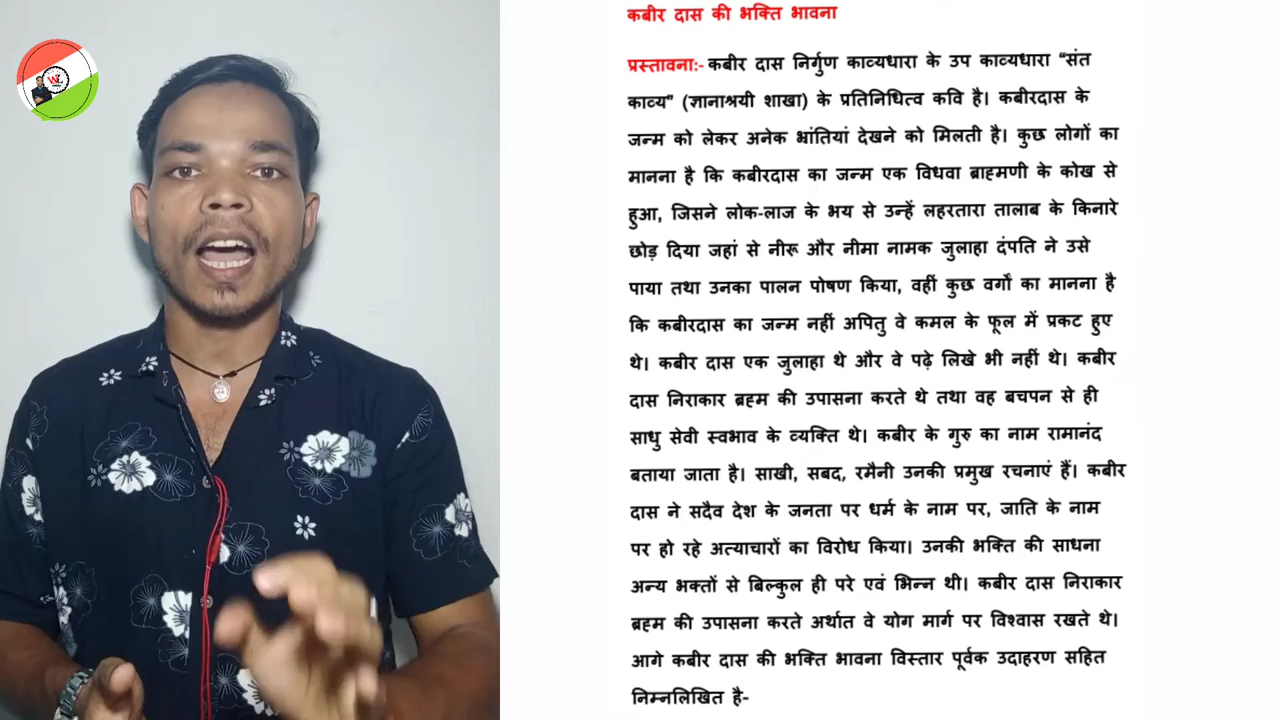 कबीर दास की भक्ति भावना
प्रस्तावना:- कबीर दास निर्गुण काव्यधारा के उप काव्यधारा "संत
काव्य" (ज्ञानाश्रयी शाखा) के प्रतिनिधित्व कवि है। कबीरदास के
जन्म को लेकर अनेक भ्रांतियां देखने को मिलती है। कुछ लोगों का
मानना है कि कबीरदास का जन्म एक विधवा ब्राह्मणी के कोख से
हुआ, जिसने लोक-लाज के भय से उन्हें लहरतारा तालाब के किनारे
छोड़ दिया जहां से नीरू और नीमा नामक जुलाहा दंपति ने उसे
पाया तथा उनका पालन पोषण किया, वहीं कुछ वर्गों का मानना है
कि कबीरदास का जन्म नहीं अपितु वे कमल के फूल में प्रकट हुए
थे। कबीर दास एक जुलाहा थे और वे पढ़े लिखे भी नहीं थे। कबीर
दास निराकार ब्रह्म की उपासना करते थे तथा वह बचपन से ही
साधु सेवी स्वभाव के व्यक्ति थे। कबीर के गुरु का नाम रामानंद
बताया जाता है। साखी, सबद, रमैनी उनकी प्रमुख रचनाएं हैं। कबीर
दास ने सदैव देश के जनता पर धर्म के नाम पर, जाति के नाम
पर हो रहे अत्याचारों का विरोध किया। उनकी भक्ति की साधना
अन्य भक्तों से बिल्कुल ही परे एवं भिन्न थी। कबीर दास निराकार
ब्रह्म की उपासना करते अर्थात वे योग मार्ग पर विश्वास रखते थे।
आगे कबीर दास की भक्ति भावना विस्तार पूर्वक उदाहरण सहित
निम्नलिखित है-